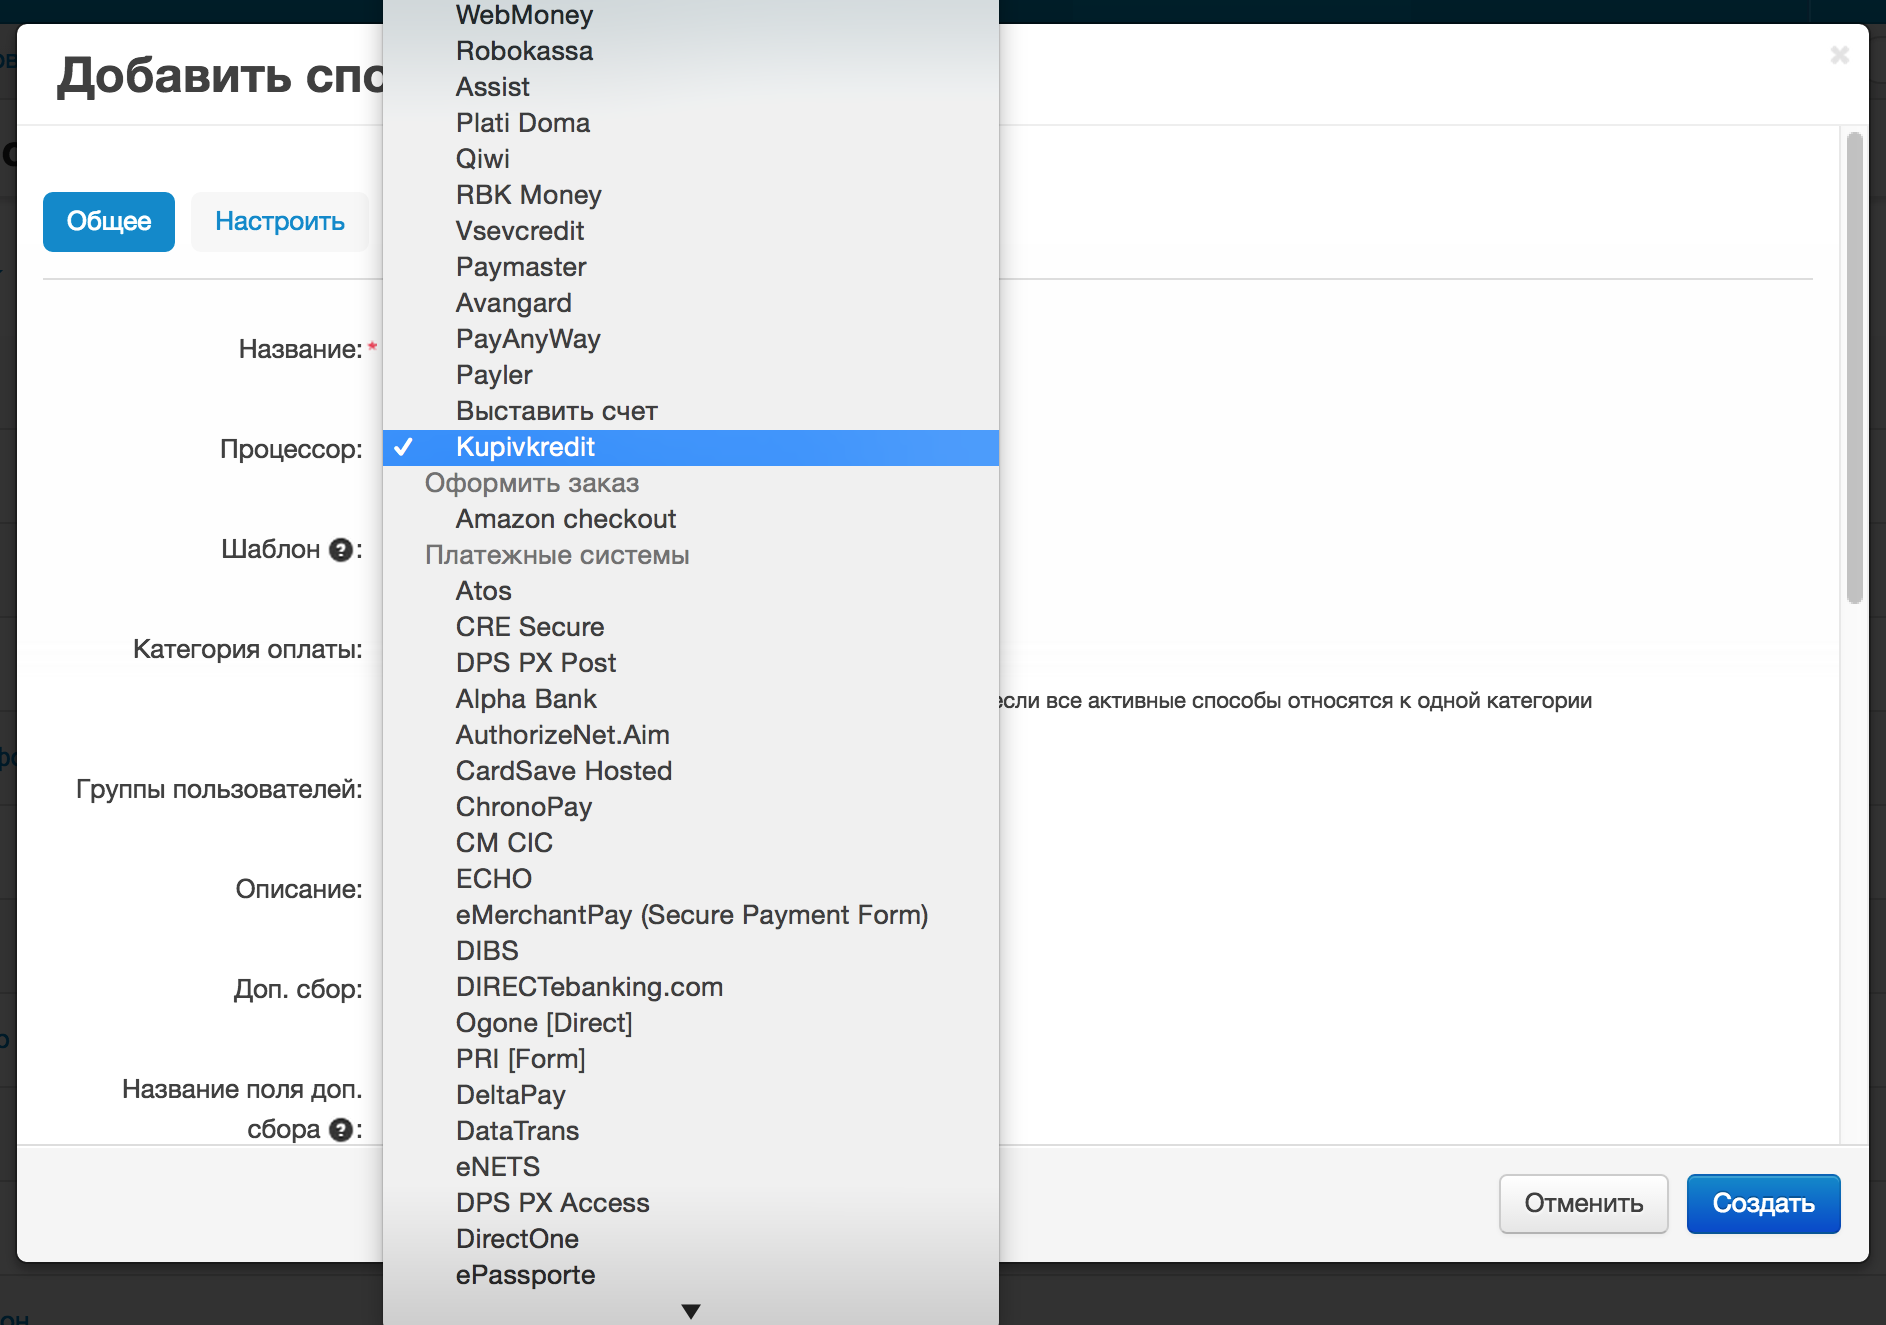 Добавить спо
Общее
Настроить
Название: *
Процессор:
Шаблон ?:
Категория оплаты:
если все активные способы относятся к одной категории
Группы пользователей:
Описание:
Доп. сбор:
Название поля доп.
сбора ?:
WebMoney
Robokassa
Assist
Plati Doma
Qiwi
RBK Money
Vsevcredit
Paymaster
Avangard
PayAnyWay
Payler
Выставить счет
✓ Kupivkredit
Оформить заказ
Amazon checkout
Платежные системы
Atos
CRE Secure
DPS PX Post
Alpha Bank
AuthorizeNet.Aim
CardSave Hosted
ChronoPay
CM CIC
ECHO
eMerchantPay (Secure Payment Form)
DIBS
DIRECTebanking.com
Ogone [Direct]
PRI [Form]
DeltaPay
DataTrans
eNETS
DPS PX Access
DirectOne
ePassporte
Отменить
Создать